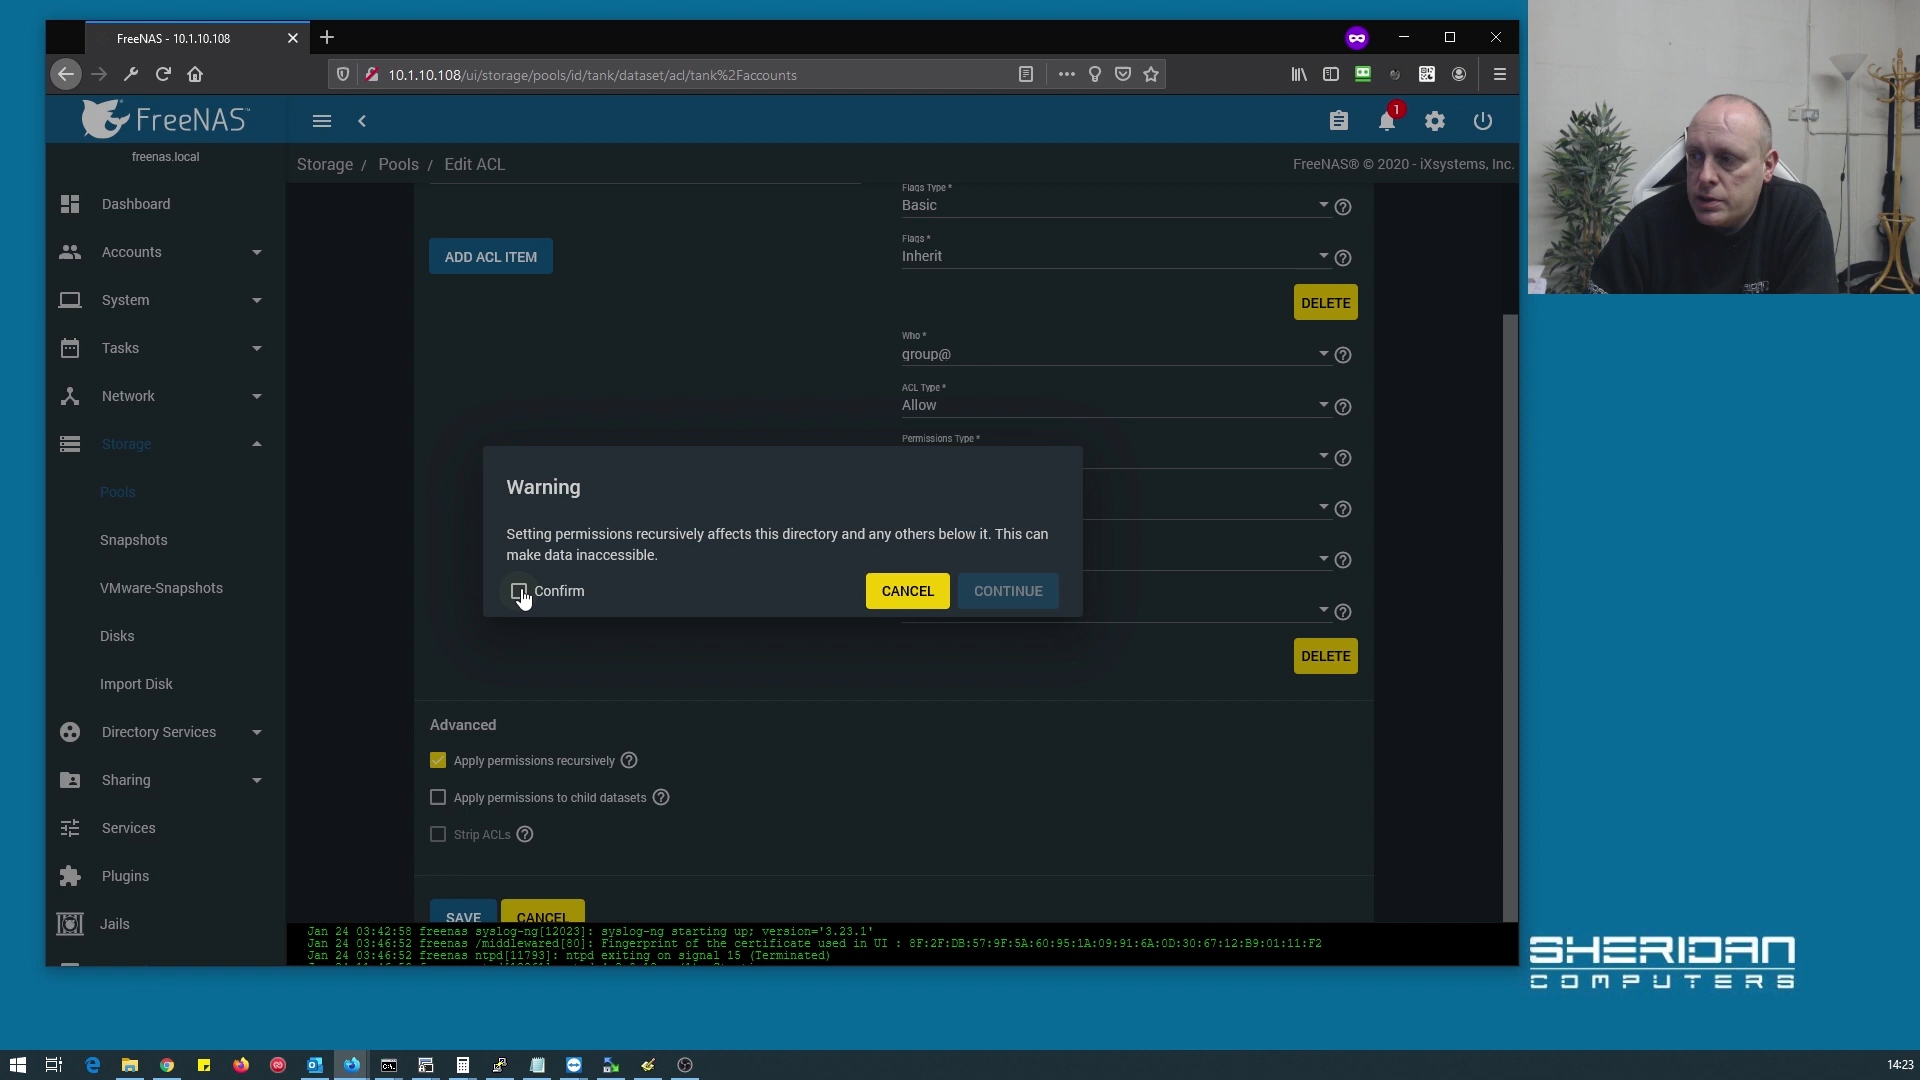 FreeNAS - 10.1.10.108
10.1.10.108/ui/storage/pools/id/tank/dataset/acl/tank%2Faccounts
FreeNAS™
1
freenas.local
Storage / Pools / Edit ACL
FreeNAS® © 2020 - iXsystems, Inc.
Dashboard
Accounts
System
Tasks
Network
Storage
Pools
Snapshots
VMware-Snapshots
Disks
Import Disk
Directory Services
Sharing
Services
Plugins
Jails
Flags Type *
Basic
ADD ACL ITEM
Flags *
Inherit
DELETE
Who *
group@
ACL Type *
Allow
Permissions Type *
Warning
Setting permissions recursively affects this directory and any others below it. This can
make data inaccessible.
Confirm
CANCEL
CONTINUE
DELETE
Advanced
Apply permissions recursively
Apply permissions to child datasets
Strip ACLs
SAVE
CANCEL
Jan 24 03:42:58 freenas syslog-ng[12023]: syslog-ng starting up; version='3.23.1'
Jan 24 03:46:52 freenas /middlewared[80]: Fingerprint of the certificate used in UI : 8F:2F:DB:57:9F:5A:60:95:1A:09:91:6A:0D:30:67:12:B9:01:11:F2
Jan 24 03:46:52 freenas ntpd[11793]: ntpd exiting on signal 15 (Terminated)
SHERIDAN
COMPUTERS
14:23